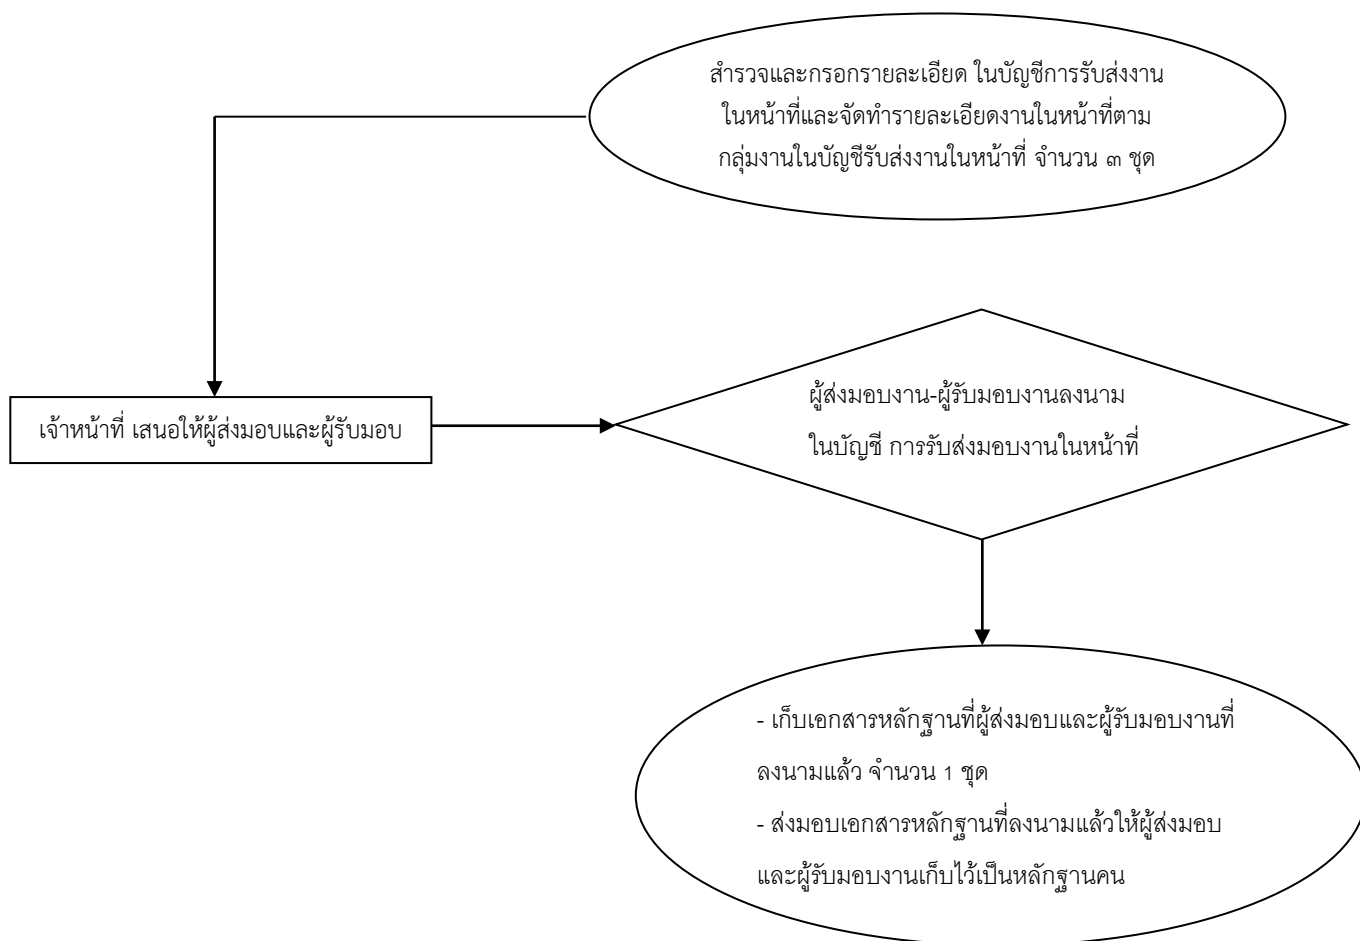 สำรวจและกรอกรายละเอียด ในบัญชีการรับส่งงาน
ในหน้าที่และจัดทำรายละเอียดงานในหน้าที่ตาม
กลุ่มงานในบัญชีรับส่งงานในหน้าที่ จำนวน ๓ ชุด
เจ้าหน้าที่ เสนอให้ผู้ส่งมอบและผู้รับมอบ
ผู้ส่งมอบงาน-ผู้รับมอบงานลงนาม
ในบัญชี การรับส่งมอบงานในหน้าที่
- เก็บเอกสารหลักฐานที่ผู้ส่งมอบและผู้รับมอบงานที่
ลงนามแล้ว จำนวน 1 ชุด
- ส่งมอบเอกสารหลักฐานที่ลงนามแล้วให้ผู้ส่งมอบ
และผู้รับมอบงานเก็บไว้เป็นหลักฐานคน